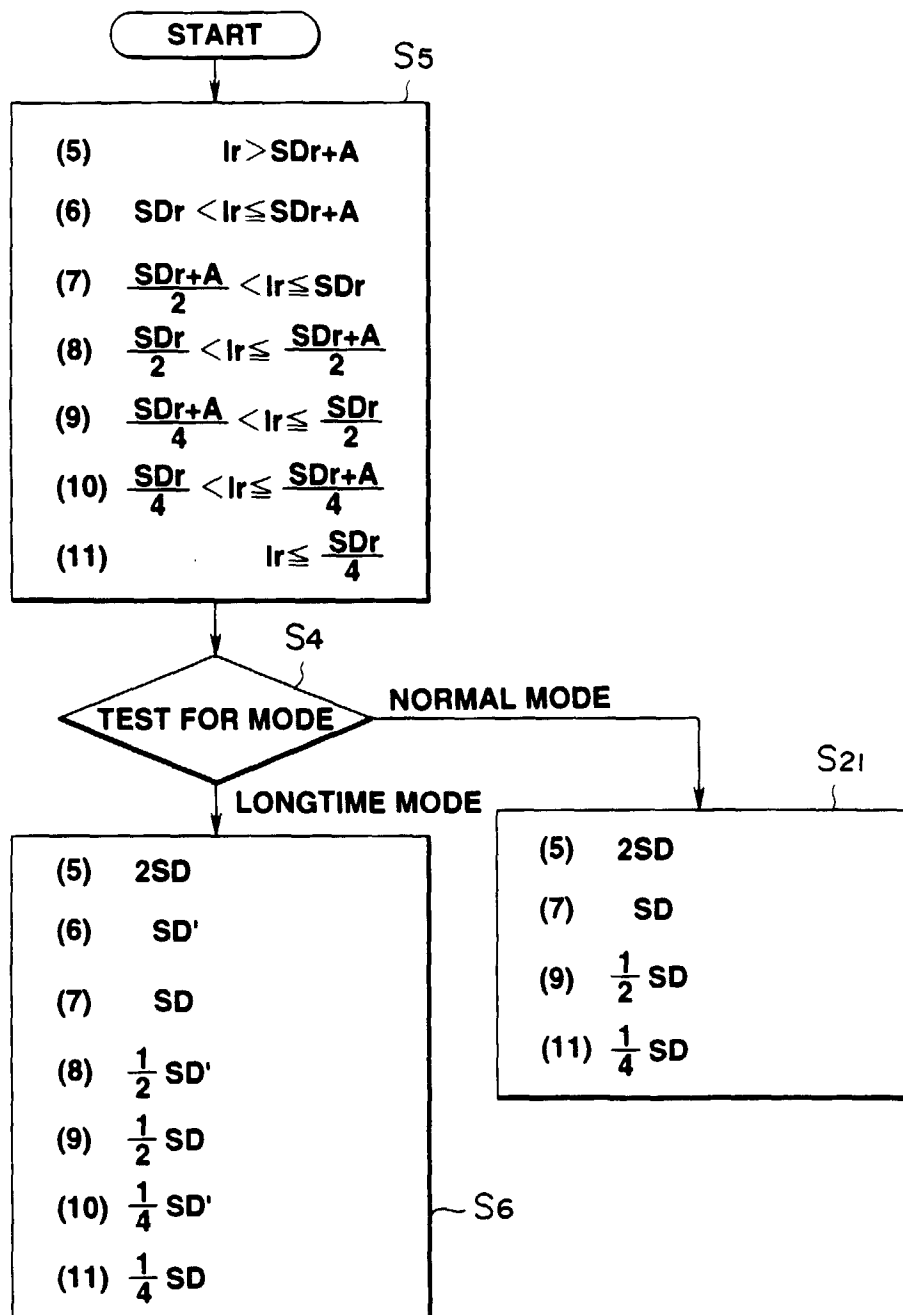 START
S5
(5) Ir>SDr+A
(6) SDr <Ir≦SDr+A
(7) SDr+A/2 <Ir≦SDr
(8) SDr/2 <Ir≦ SDr+A/2
(9) SDr+A/4 <Ir≦ SDr/2
(10) SDr/4 <Ir≦ SDr+A/4
(11) Ir≦ SDr/4
S4
TEST FOR MODE
NORMAL MODE
LONGTIME MODE
S21
(5) 2SD
(7) SD
(9) 1/2 SD
(11) 1/4 SD
(5) 2SD
(6) SD'
(7) SD
(8) 1/2 SD'
(9) 1/2 SD
(10) 1/4 SD'
(11) 1/4 SD
S6